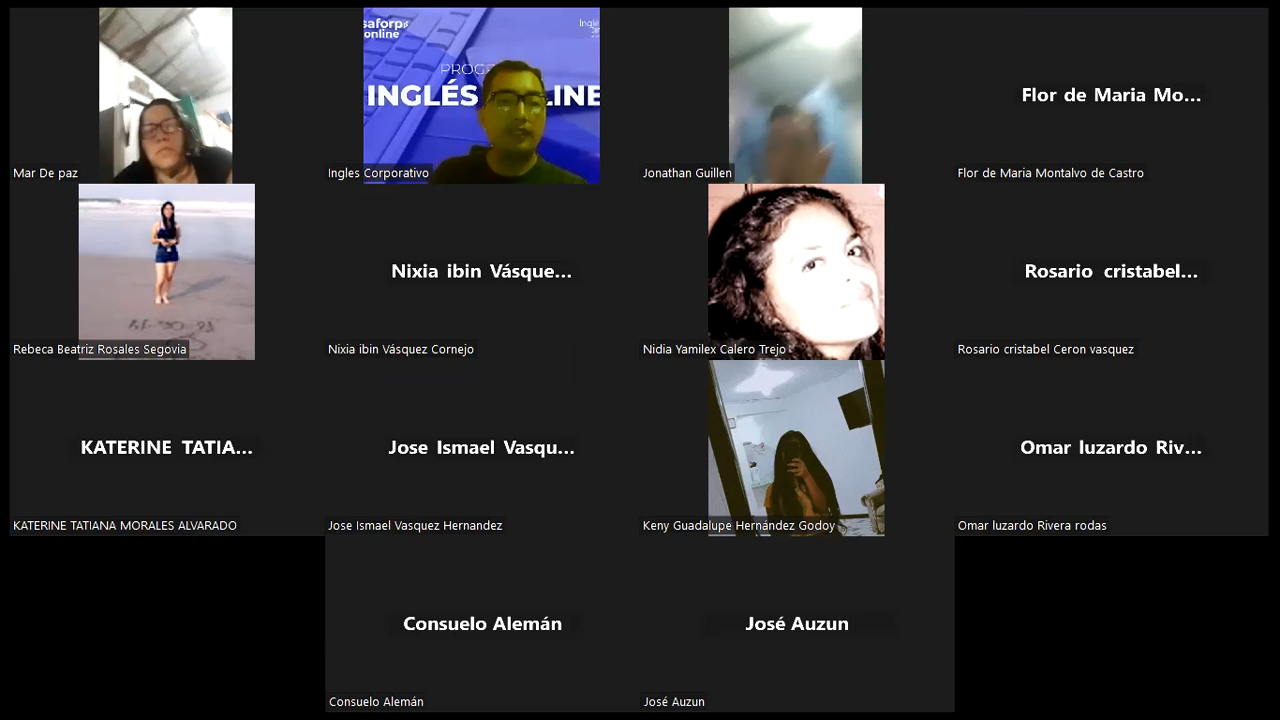 saforp
online
Inglé
PROG
INGLÉS
LINE
Mar De paz
Ingles Corporativo
Jonathan Guillen
Flor de Maria Mo...
Flor de Maria Montalvo de Castro
Rebeca Beatriz Rosales Segovia
Nixia ibin Vásque...
Nixia ibin Vásquez Cornejo
Nidia Yamilex Calero Trejo
Rosario cristabel...
Rosario cristabel Ceron vasquez
KATERINE TATIA...
KATERINE TATIANA MORALES ALVARADO
Jose Ismael Vasqu...
Jose Ismael Vasquez Hernandez
Keny Guadalupe Hernández Godoy
Omar luzardo Riv...
Omar luzardo Rivera rodas
Consuelo Alemán
Consuelo Alemán
José Auzun
José Auzun